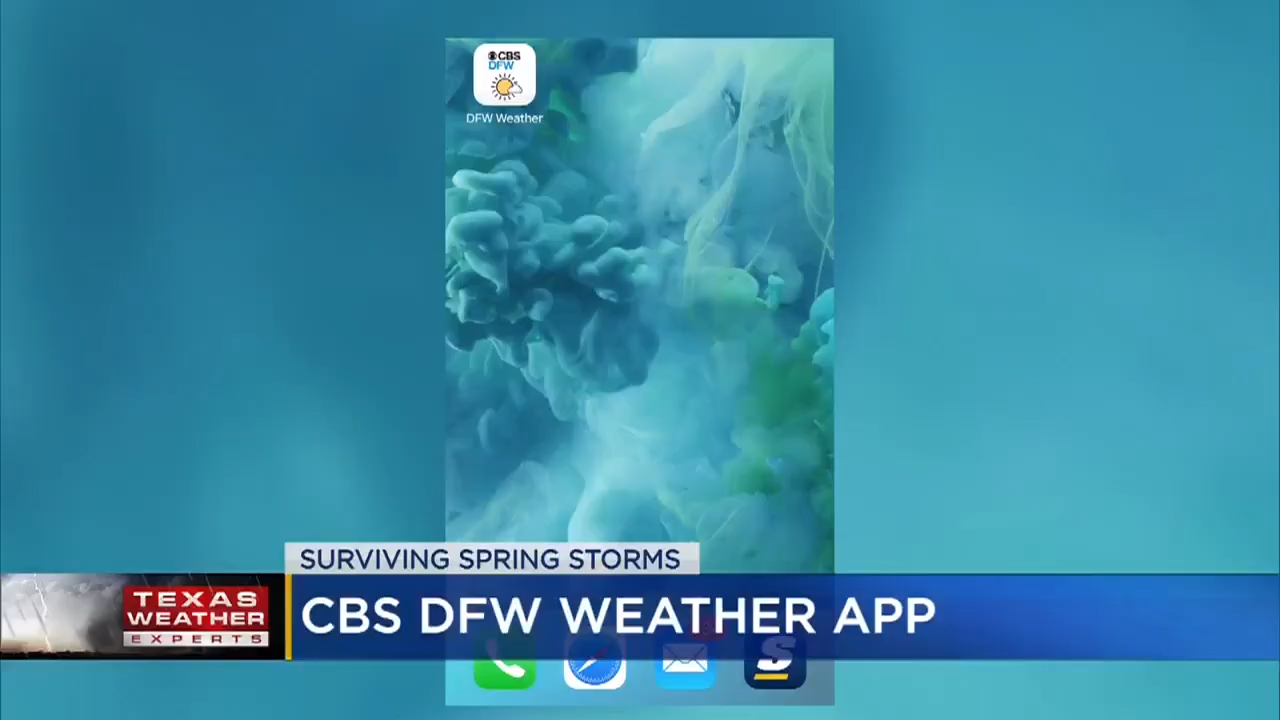 CBS
DFW
DFW Weather
SURVIVING SPRING STORMS
TEXAS
WEATHER
EXPERTS
CBS DFW WEATHER APP
S